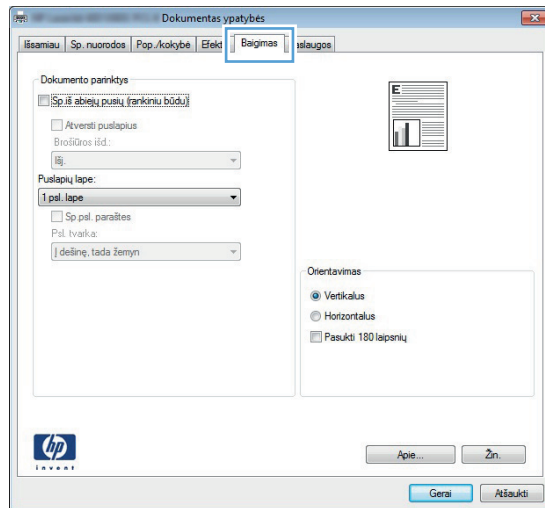 Dokumentas ypatybės
Išsamiau Sp. nuorodos Pop./kokybė Efekt Baigimas aslaugos
Dokumento parinktys
Sp.iš abiejų pusių (rankiniu būdu)
Atversti puslapius
Brošiūros išd.:
Išj.
Puslapių lape:
1 psl. lape
Sp.psl. paraštes
Psl. tvarka:
Į dešinę, tada žemyn
E
Orientavimas
Vertikalus
Horizontalus
Pasukti 180 laipsnių
hp
invent
Apie... Žin.
Gerai Atšaukti